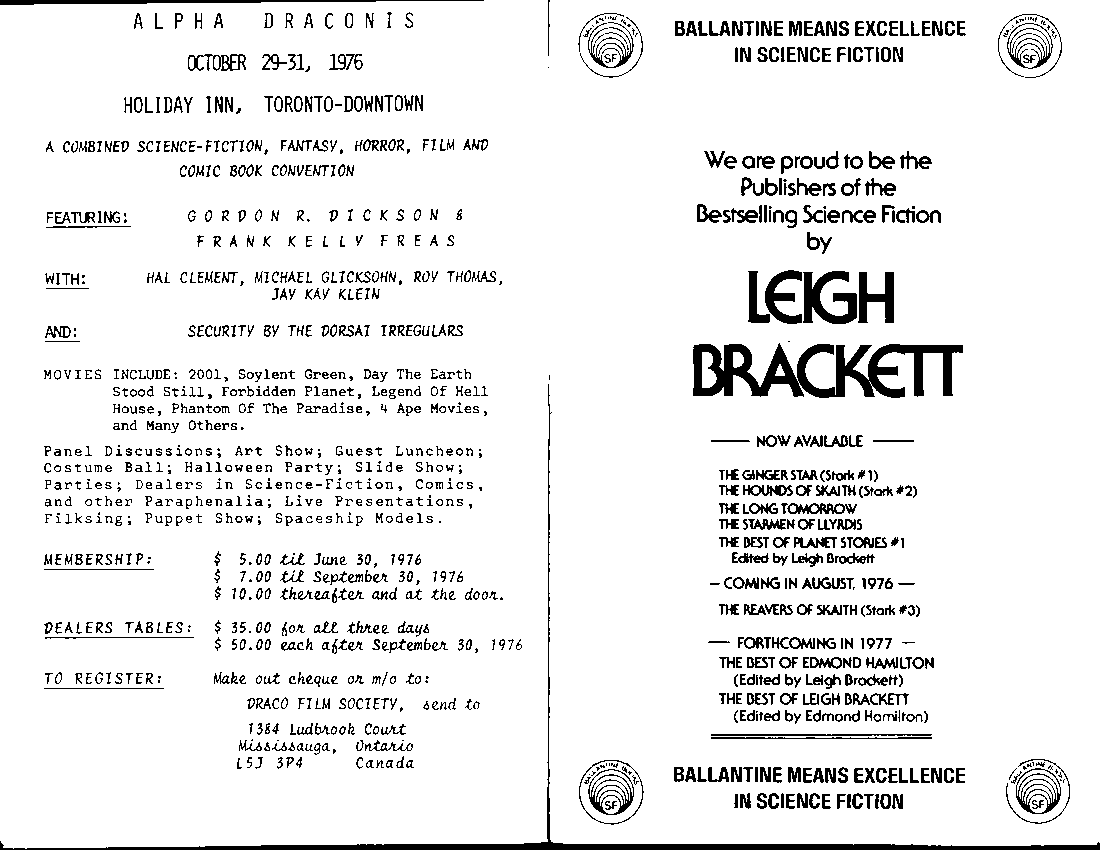 ALPHA DRACONIS
OCTOBER 29-31, 1976
HOLIDAY INN, TORONTO-DOWNTOWN
A COMBINED SCIENCE-FICTION, FANTASY, HORROR, FILM AND
COMIC BOOK CONVENTION
FEATURING: GORDON R. DICKSON &
FRANK KELLY FREAS
WITH: HAL CLEMENT, MICHAEL GLICKSOHN, ROY THOMAS,
JAY KAY KLEIN
AND: SECURITY BY THE DORSAI IRREGULARS
MOVIES INCLUDE: 2001, Soylent Green, Day The Earth
Stood Still, Forbidden Planet, Legend Of Hell
House, Phantom Of The Paradise, 4 Ape Movies,
and Many Others.
Panel Discussions; Art Show; Guest Luncheon;
Costume Ball; Halloween Party; Slide Show;
Parties; Dealers in Science-Fiction, Comics,
and other Paraphenalia; Live Presentations,
Filksing; Puppet Show; Spaceship Models.
MEMBERSHIP: $ 5.00 til June 30, 1976
$ 7.00 til September 30, 1976
$ 10.00 thereafter and at the door.
DEALERS TABLES: $ 35.00 for all three days
$ 50.00 each after September 30, 1976
TO REGISTER: Make out cheque or m/o to:
DRACO FILM SOCIETY, send to
1384 Ludbrook Court
Mississauga, Ontario
L5J 3P4 Canada
BALLANTINE BOOKS SF
BALLANTINE MEANS EXCELLENCE
IN SCIENCE FICTION
BALLANTINE BOOKS SF
We are proud to be the
Publishers of the
Bestselling Science Fiction
by
LEIGH
BRACKETT
NOW AVAILABLE
THE GINGER STAR (Stark #1)
THE HOUNDS OF SKAITH (Stark #2)
THE LONG TOMORROW
THE STARMEN OF LLYRDIS
THE BEST OF PLANET STORIES #1
Edited by Leigh Brackett
– COMING IN AUGUST, 1976 –
THE REAVERS OF SKAITH (Stark #3)
— FORTHCOMING IN 1977 —
THE BEST OF EDMOND HAMILTON
(Edited by Leigh Brackett)
THE BEST OF LEIGH BRACKETT
(Edited by Edmond Hamilton)
BALLANTINE BOOKS SF
BALLANTINE MEANS EXCELLENCE
IN SCIENCE FICTION
BALLANTINE BOOKS SF